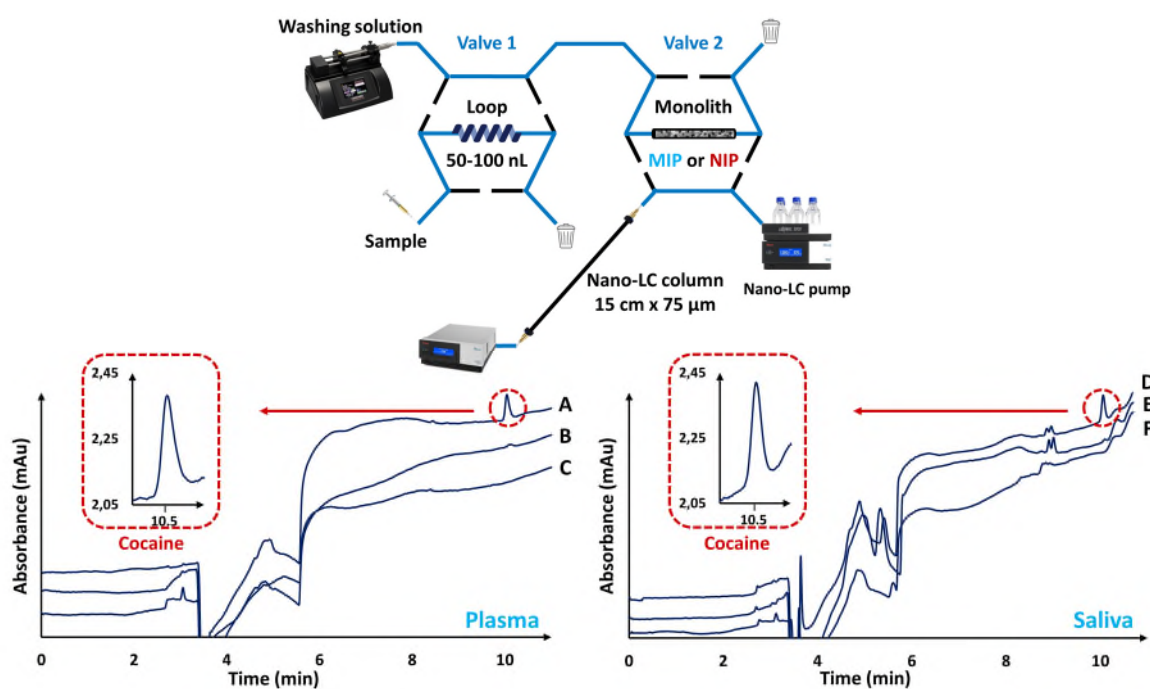 Washing solution
Valve 1
Valve 2
Loop
Monolith
50-100 nL
MIP or NIP
Sample
Nano-LC column
15 cm x 75 µm
Nano-LC pump
2,45
2,25
2,05
10.5
Cocaine
A
B
C
Absorbance (mAu)
Plasma
0
2
4
6
8
10
Time (min)
2,45
2,25
2,05
10.5
Cocaine
D
E
F
Absorbance (mAu)
Saliva
0
2
4
6
8
10
Time (min)